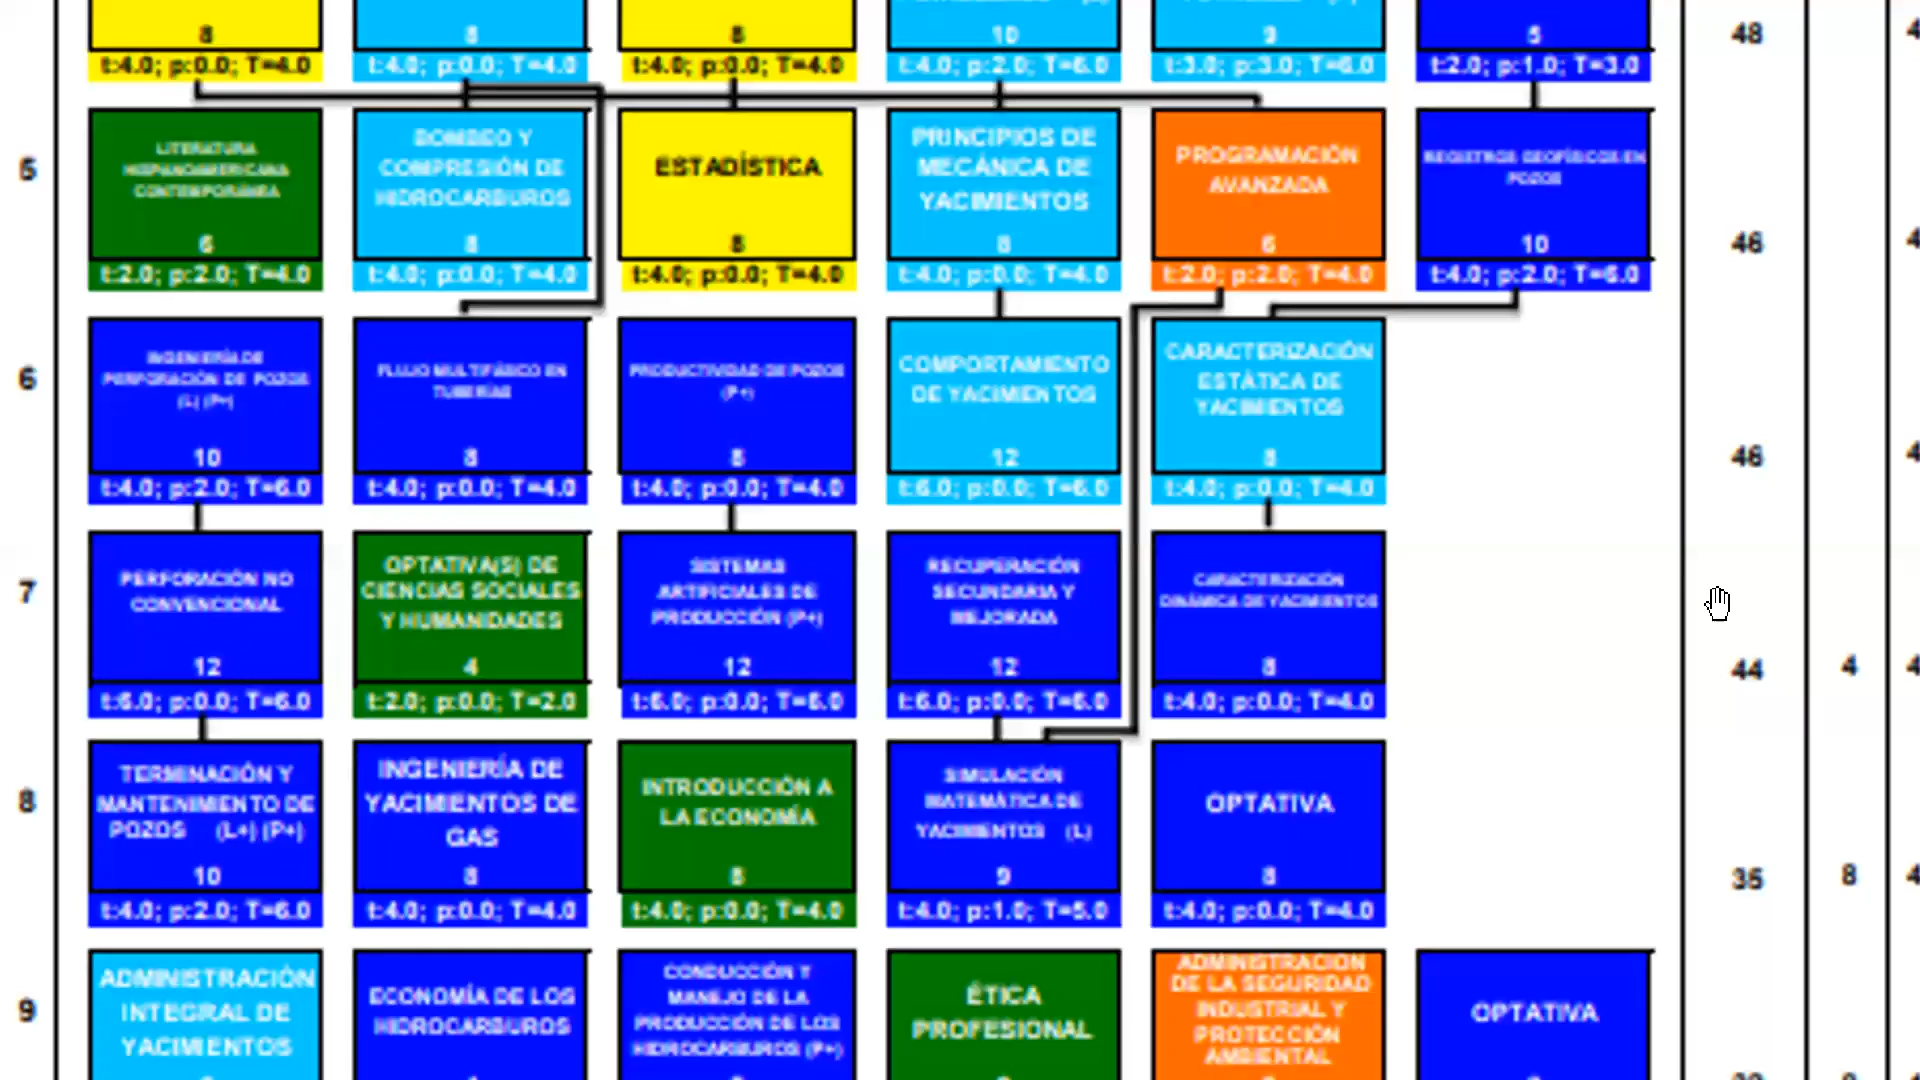 8 8 8 10 9 5 48
t:4.0; p:0.0; T=4.0 t:4.0; p:0.0; T=4.0 t:4.0; p:0.0; T=4.0 t:4.0; p:2.0; T=6.0 t:3.0; p:3.0; T=6.0 t:2.0; p:1.0; T=3.0
5
LITERATURA
HISPANOAMERICANA
CONTEMPORÁNEA
6
t:2.0; p:2.0; T=4.0
BOMBEO Y
COMPRESIÓN DE
HIDROCARBUROS
8
t:4.0; p:0.0; T=4.0
ESTADÍSTICA
8
t:4.0; p:0.0; T=4.0
PRINCIPIOS DE
MECÁNICA DE
YACIMIENTOS
8
t:4.0; p:0.0; T=4.0
PROGRAMACIÓN
AVANZADA
6
t:2.0; p:2.0; T=4.0
REGISTROS GEOFÍSICOS EN
POZOS
10
t:4.0; p:2.0; T=6.0
46
6
INGENIERÍA DE
PERFORACIÓN DE POZOS
(L) (P+)
10
t:4.0; p:2.0; T=6.0
FLUJO MULTIFÁSICO EN
TUBERÍAS
8
t:4.0; p:0.0; T=4.0
PRODUCTIVIDAD DE POZOS
(P+)
8
t:4.0; p:0.0; T=4.0
COMPORTAMIENTO
DE YACIMIENTOS
12
t:6.0; p:0.0; T=6.0
CARACTERIZACIÓN
ESTÁTICA DE
YACIMIENTOS
8
t:4.0; p:0.0; T=4.0
46
7
PERFORACIÓN NO
CONVENCIONAL
12
t:6.0; p:0.0; T=6.0
OPTATIVA(S) DE
CIENCIAS SOCIALES
Y HUMANIDADES
4
t:2.0; p:0.0; T=2.0
SISTEMAS
ARTIFICIALES DE
PRODUCCIÓN (P+)
12
t:6.0; p:0.0; T=6.0
RECUPERACIÓN
SECUNDARIA Y
MEJORADA
12
t:6.0; p:0.0; T=6.0
CARACTERIZACIÓN
DINÁMICA DE YACIMIENTOS
8
t:4.0; p:0.0; T=4.0
44 4 4
8
TERMINACIÓN Y
MANTENIMIENTO DE
POZOS (L+) (P+)
10
t:4.0; p:2.0; T=6.0
INGENIERÍA DE
YACIMIENTOS DE
GAS
8
t:4.0; p:0.0; T=4.0
INTRODUCCIÓN A
LA ECONOMÍA
8
t:4.0; p:0.0; T=4.0
SIMULACIÓN
MATEMÁTICA DE
YACIMIENTOS (L)
9
t:4.0; p:1.0; T=5.0
OPTATIVA
8
t:4.0; p:0.0; T=4.0
35 8 4
9
ADMINISTRACIÓN
INTEGRAL DE
YACIMIENTOS
ECONOMÍA DE LOS
HIDROCARBUROS
CONDUCCIÓN Y
MANEJO DE LA
PRODUCCIÓN DE LOS
HIDROCARBUROS (P+)
ÉTICA
PROFESIONAL
ADMINISTRACIÓN
DE LA SEGURIDAD
INDUSTRIAL Y
PROTECCIÓN
AMBIENTAL
OPTATIVA